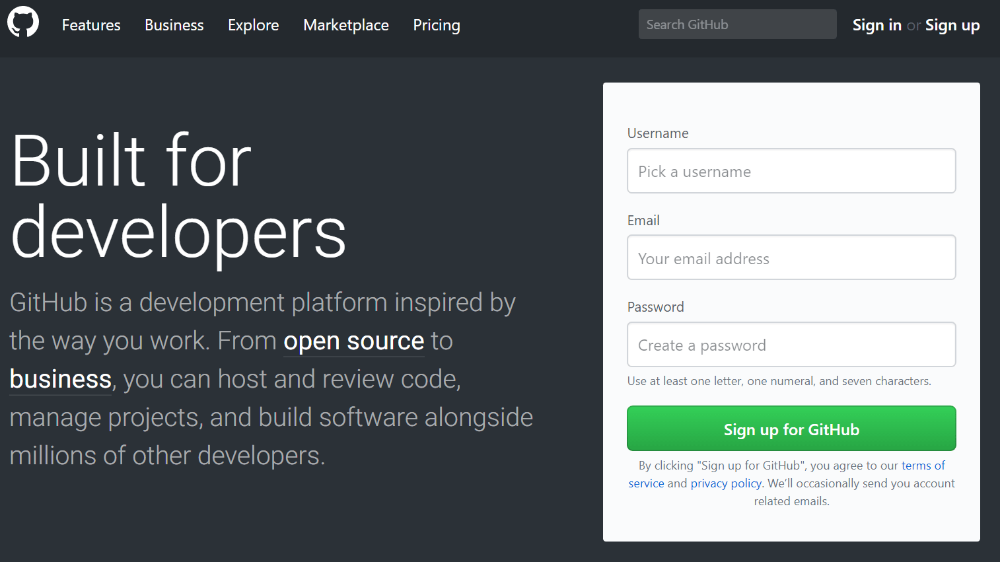 Features Business Explore Marketplace Pricing Search GitHub Sign in or Sign up
Built for
developers
GitHub is a development platform inspired by
the way you work. From open source to
business, you can host and review code,
manage projects, and build software alongside
millions of other developers.
Username
Pick a username
Email
Your email address
Password
Create a password
Use at least one letter, one numeral, and seven characters.
Sign up for GitHub
By clicking "Sign up for GitHub", you agree to our terms of
service and privacy policy. We’ll occasionally send you account
related emails.